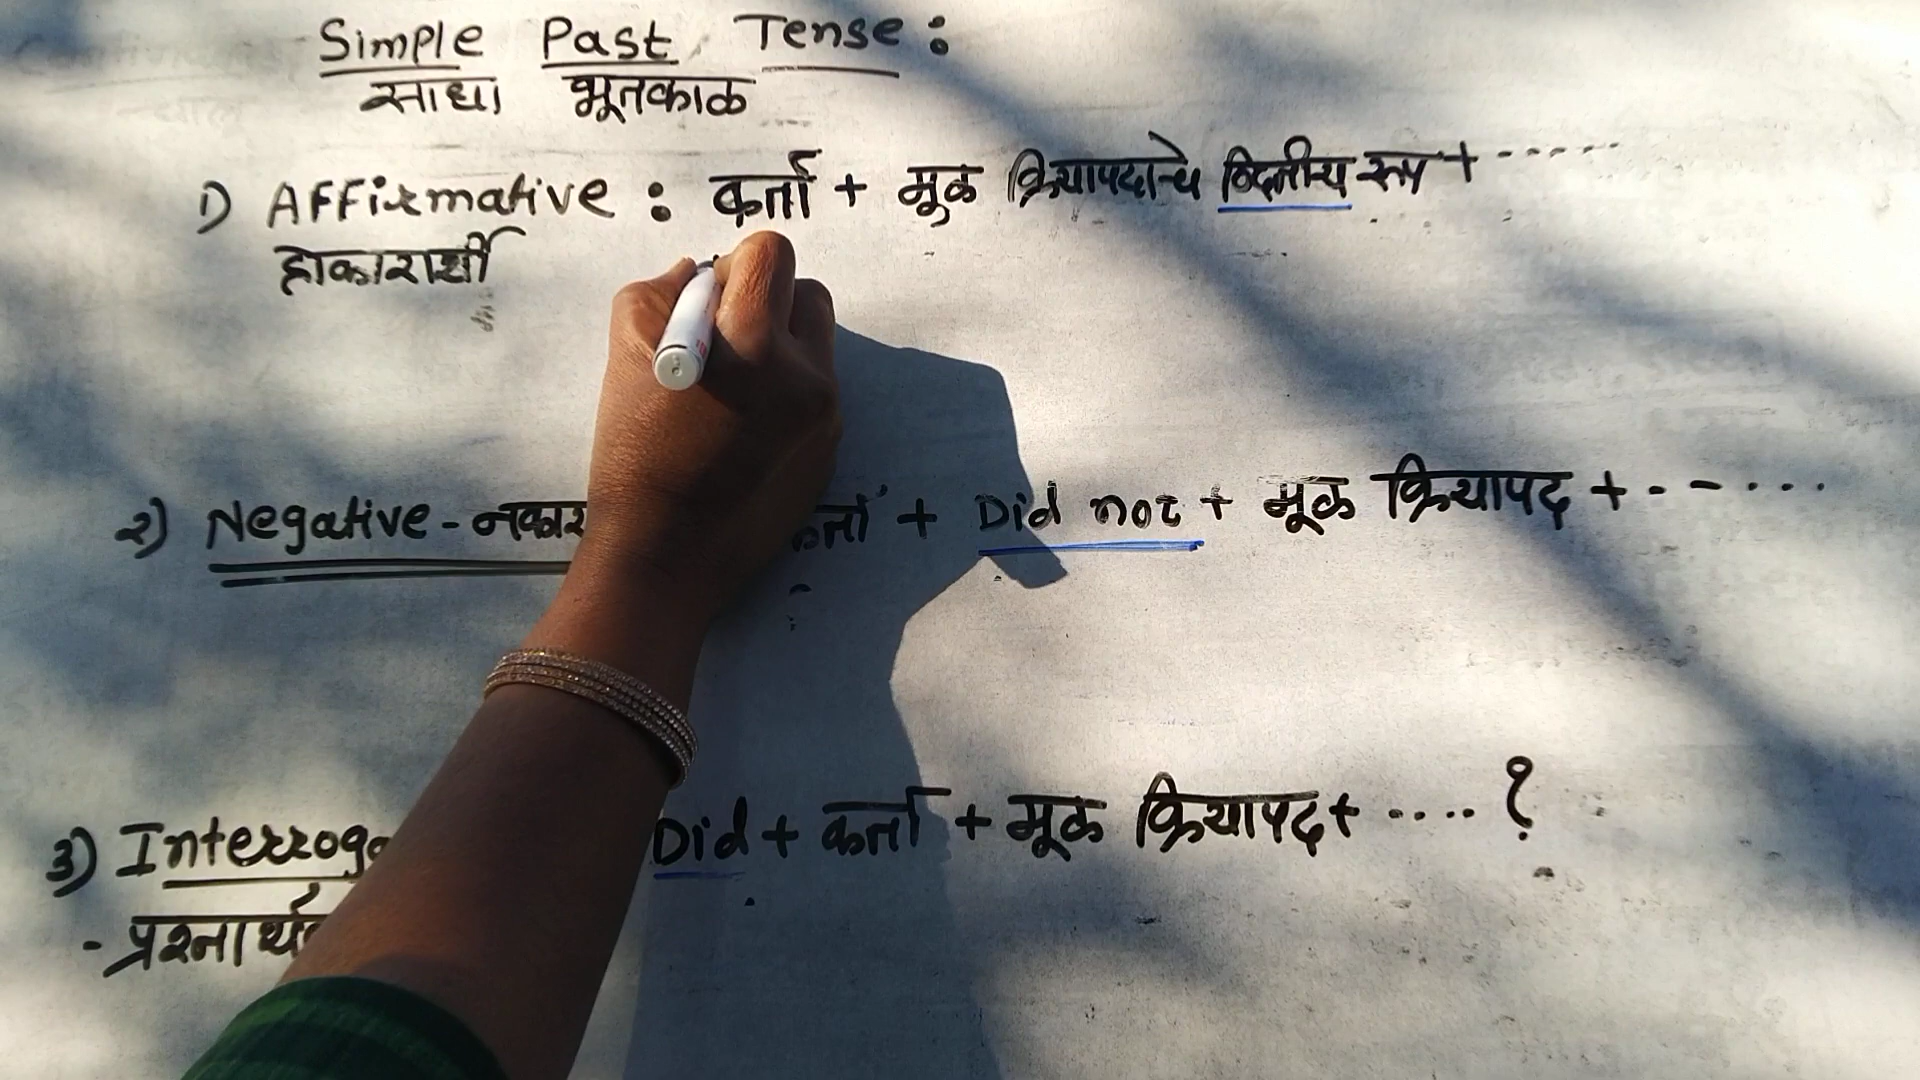 Simple Past Tense:
साधा भूतकाळ
1) Affirmative : कर्ता + मूळ क्रियापदाचे व्दितीय रूप + ......
होकारार्थी
२) Negative - नकार + Did not + मूळ क्रियापद + - - ...
3) Interroga Did + कर्ता + मूळ क्रियापद + .... ?
- प्रश्नार्थ